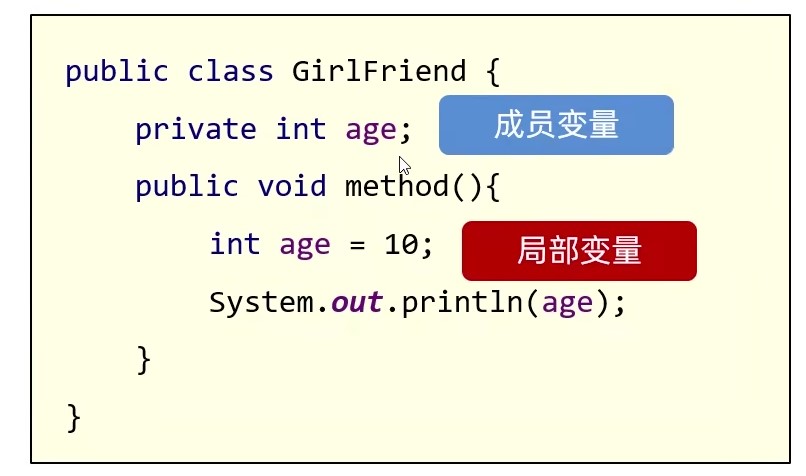 public class GirlFriend {
private int age; 成员变量
public void method(){
int age = 10; 局部变量
System.out.println(age);
}
}